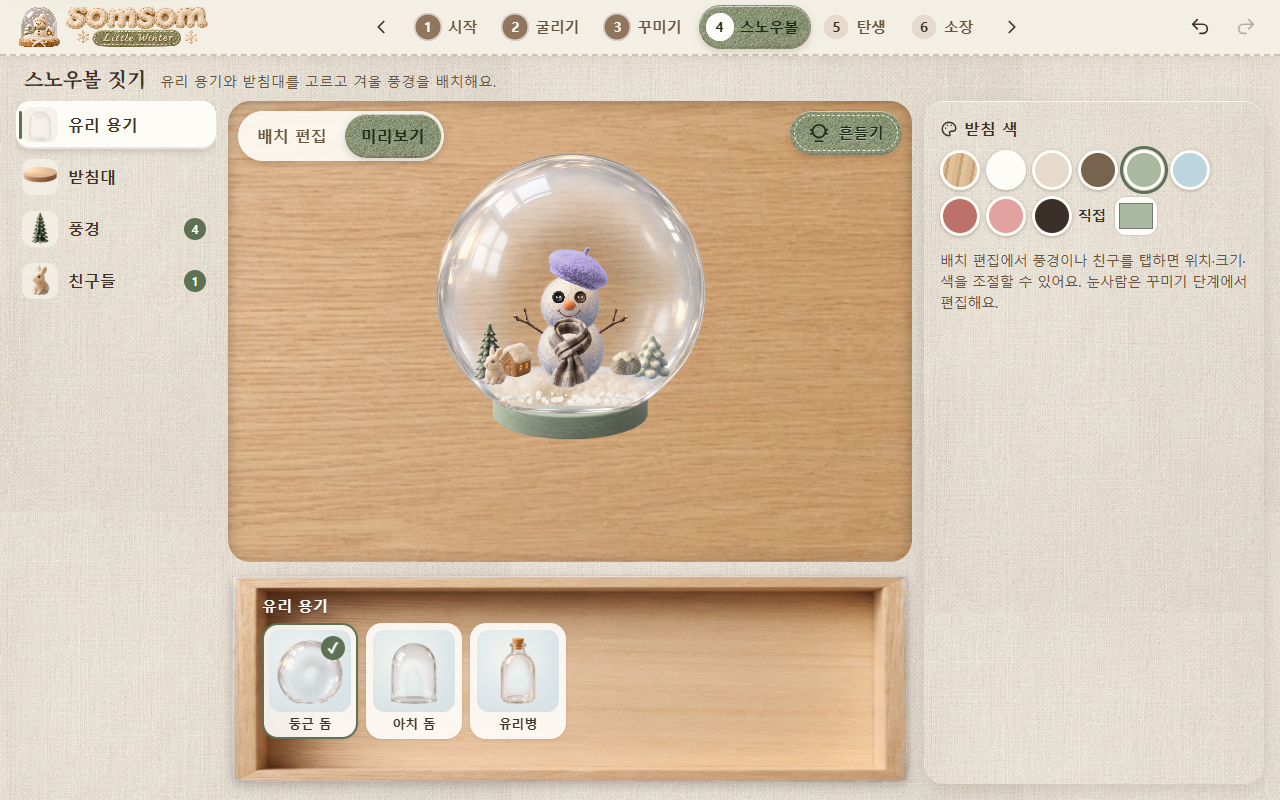 somsom
Little Winter
1 시작
2 굴리기
3 꾸미기
4 스노우볼
5 탄생
6 소장
스노우볼 짓기
유리 용기와 받침대를 고르고 겨울 풍경을 배치해요.
유리 용기
받침대
풍경 4
친구들 1
배치 편집
미리보기
흔들기
유리 용기
둥근 돔
아치 돔
유리병
받침 색
직접
배치 편집에서 풍경이나 친구를 탭하면 위치·크기·
색을 조절할 수 있어요. 눈사람은 꾸미기 단계에서
편집해요.